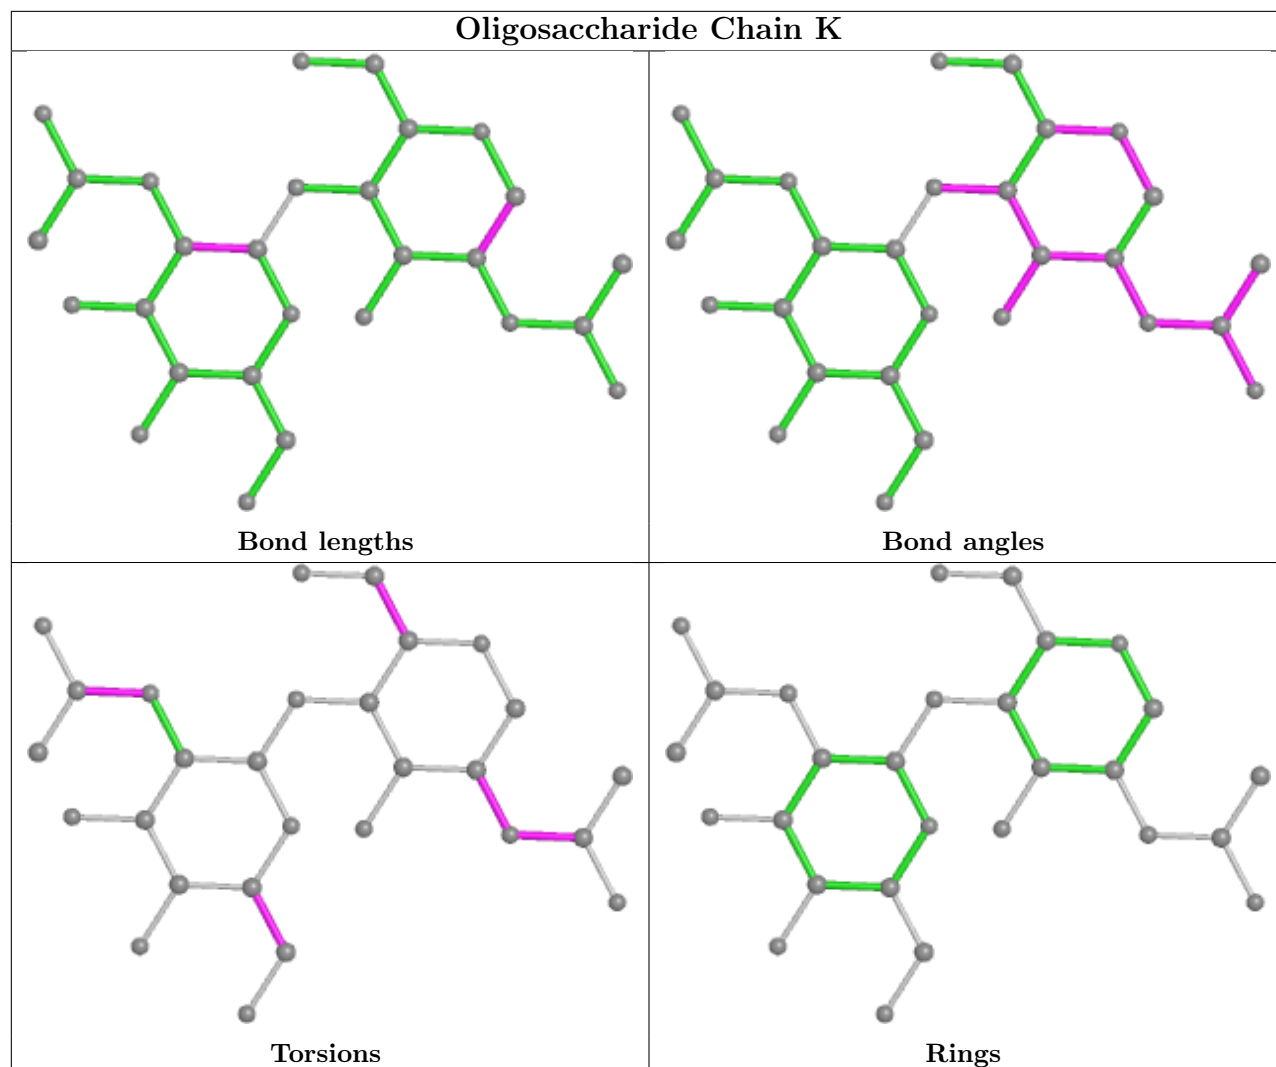 Oligosaccharide Chain K
Bond lengths
Bond angles
Torsions
Rings